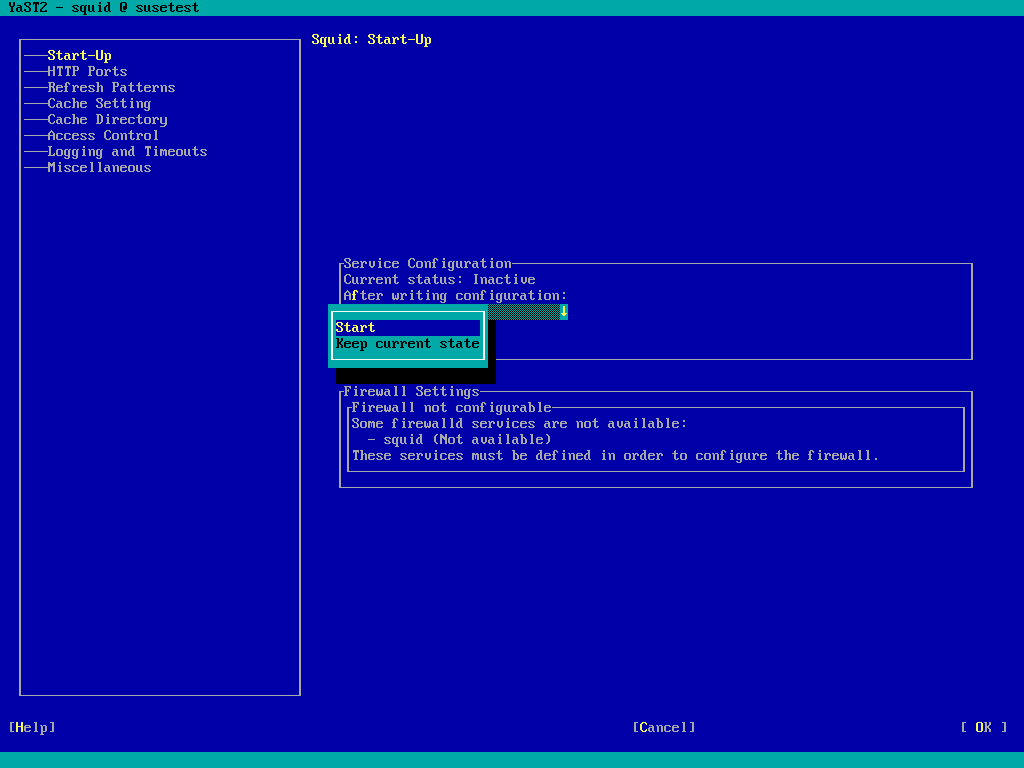 YaST2 - squid @ susetest
Squid: Start-Up
Start-Up
HTTP Ports
Refresh Patterns
Cache Setting
Cache Directory
Access Control
Logging and Timeouts
Miscellaneous
Service Configuration
Current status: Inactive
After writing configuration:
↓
Start
Keep current state
Firewall Settings
Firewall not configurable
Some firewalld services are not available:
- squid (Not available)
These services must be defined in order to configure the firewall.
[Help] [Cancel] [ OK ]